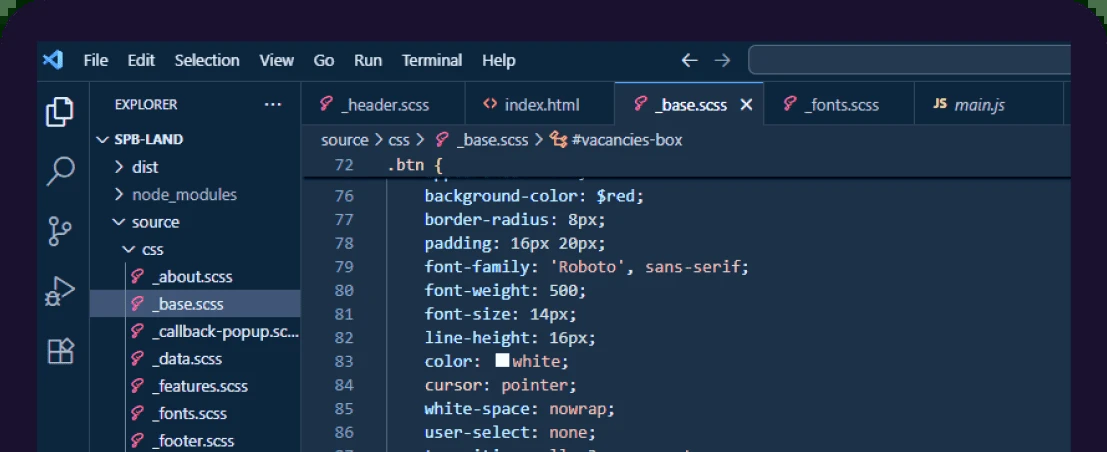 File Edit Selection View Go Run Terminal Help
EXPLORER ···
SPB-LAND
dist
node_modules
source
css
_about.scss
_base.scss
_callback-popup.sc...
_data.scss
_features.scss
_fonts.scss
_footer.scss
_header.scss index.html _base.scss JS main.js _fonts.scss
source > css > _base.scss > #vacancies-box
72 .btn {
76 background-color: $red;
77 border-radius: 8px;
78 padding: 16px 20px;
79 font-family: 'Roboto', sans-serif;
80 font-weight: 500;
81 font-size: 14px;
82 line-height: 16px;
83 color: white;
84 cursor: pointer;
85 white-space: nowrap;
86 user-select: none;